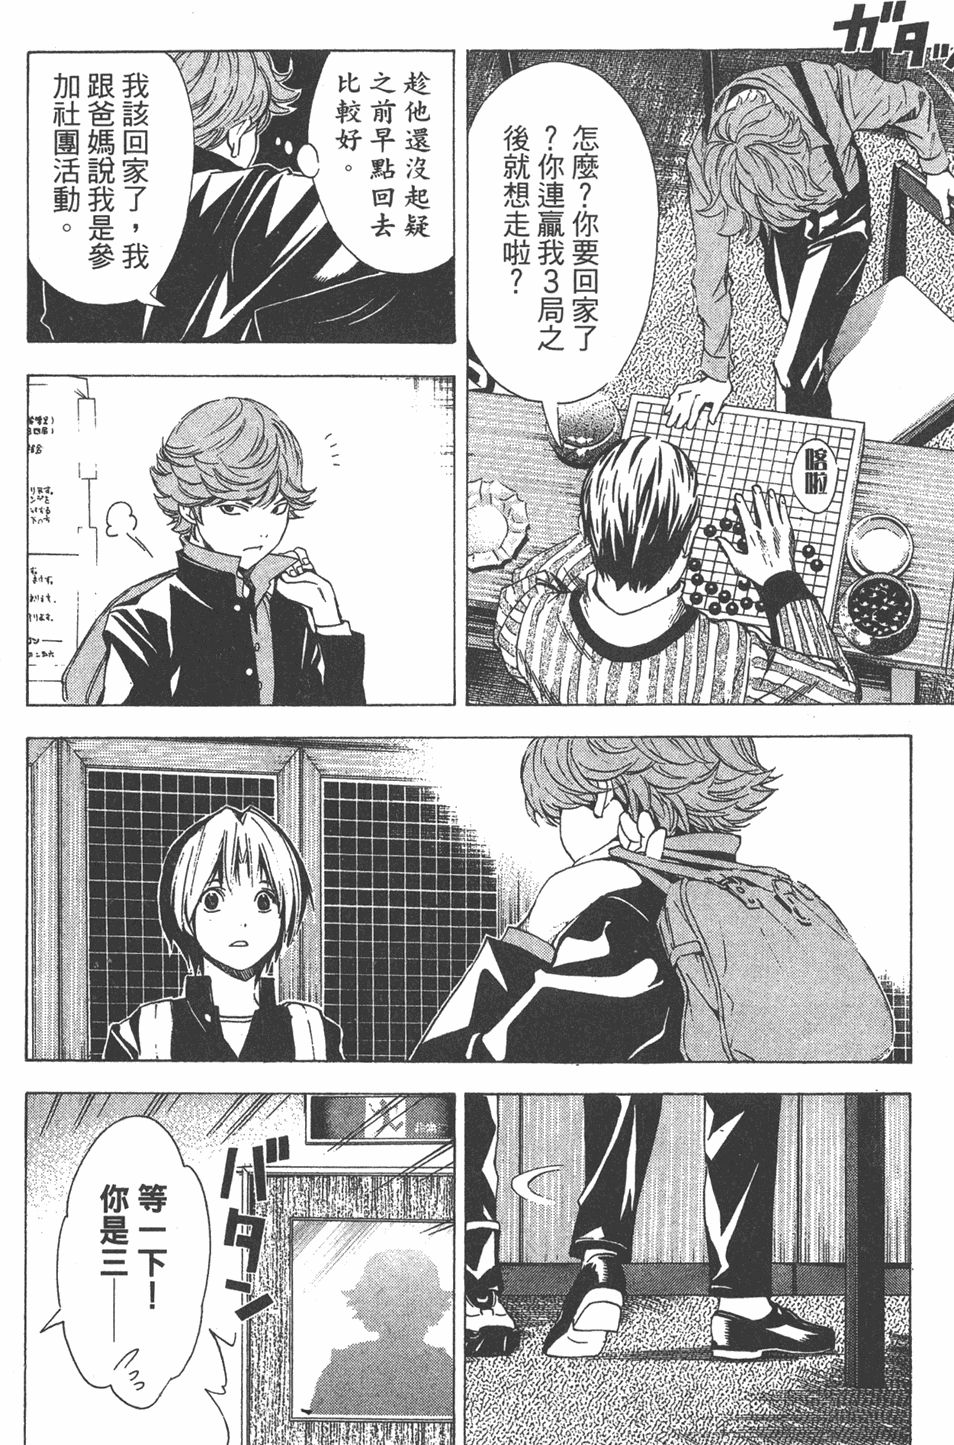 ガタッ
怎麼?你要回家了
?你連贏我3局之
後就想走啦?
喀啦
趁他還沒起疑
之前早點回去
比較好。
我該回家了，我
跟爸媽說我是參
加社團活動。
等一下!
你是三——
バタン